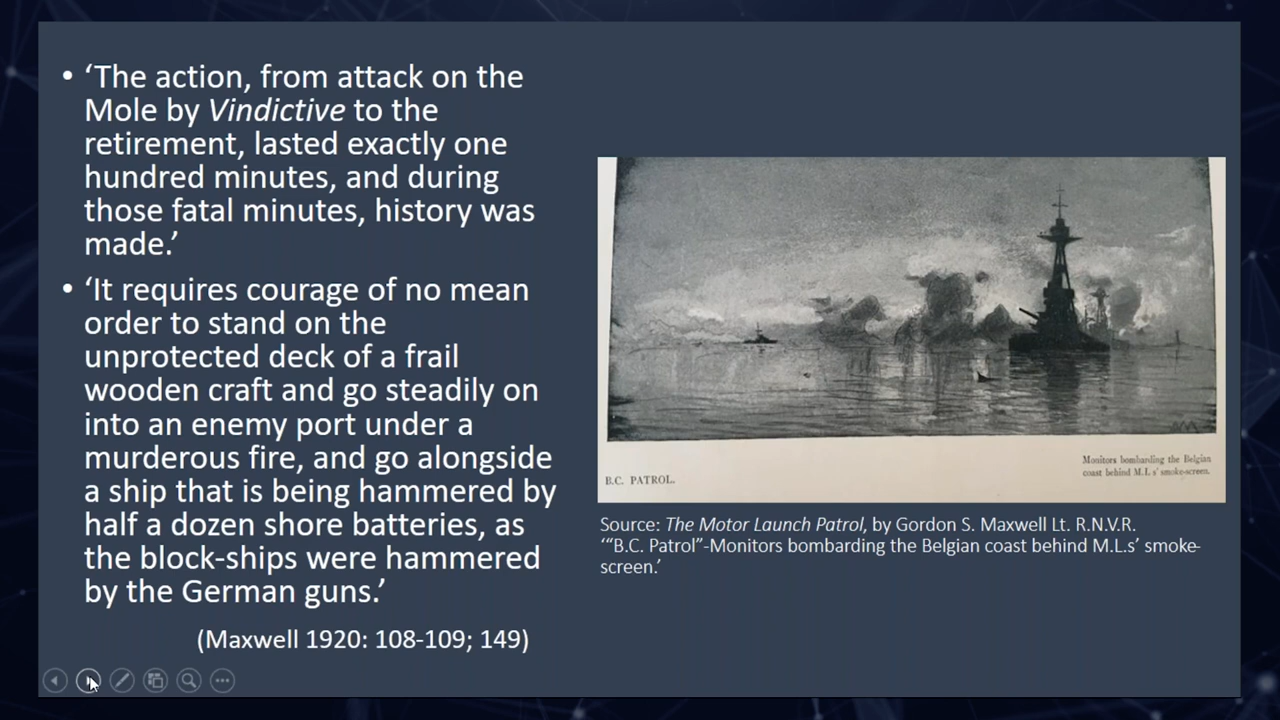 • ‘The action, from attack on the
Mole by Vindictive to the
retirement, lasted exactly one
hundred minutes, and during
those fatal minutes, history was
made.’
• ‘It requires courage of no mean
order to stand on the
unprotected deck of a frail
wooden craft and go steadily on
into an enemy port under a
murderous fire, and go alongside
a ship that is being hammered by
half a dozen shore batteries, as
the block-ships were hammered
by the German guns.’
(Maxwell 1920: 108-109; 149)
B.C. PATROL.
Monitors bombarding the Belgian
coast behind M.L s' smoke-screen.
Source: The Motor Launch Patrol, by Gordon S. Maxwell Lt. R.N.V.R.
‘“B.C. Patrol”-Monitors bombarding the Belgian coast behind M.L.s’ smoke-
screen.’